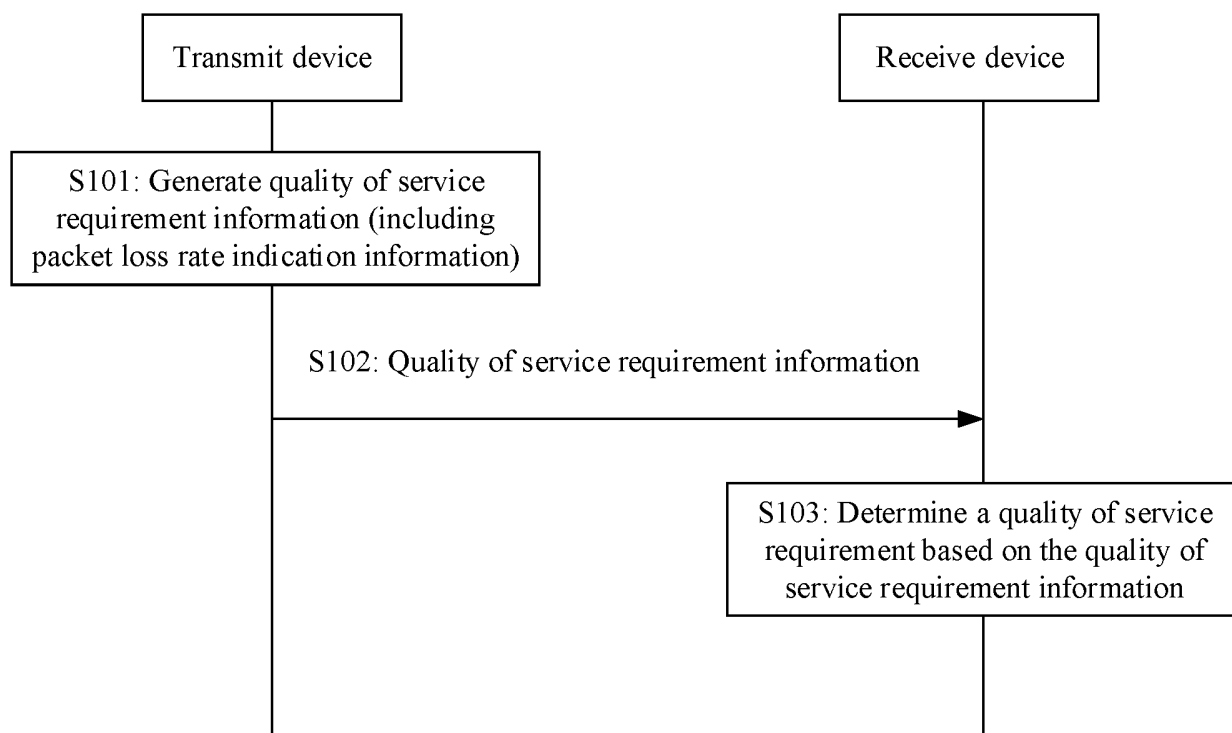 Transmit device
Receive device
S101: Generate quality of service
requirement information (including
packet loss rate indication information)
S102: Quality of service requirement information
S103: Determine a quality of service
requirement based on the quality of
service requirement information